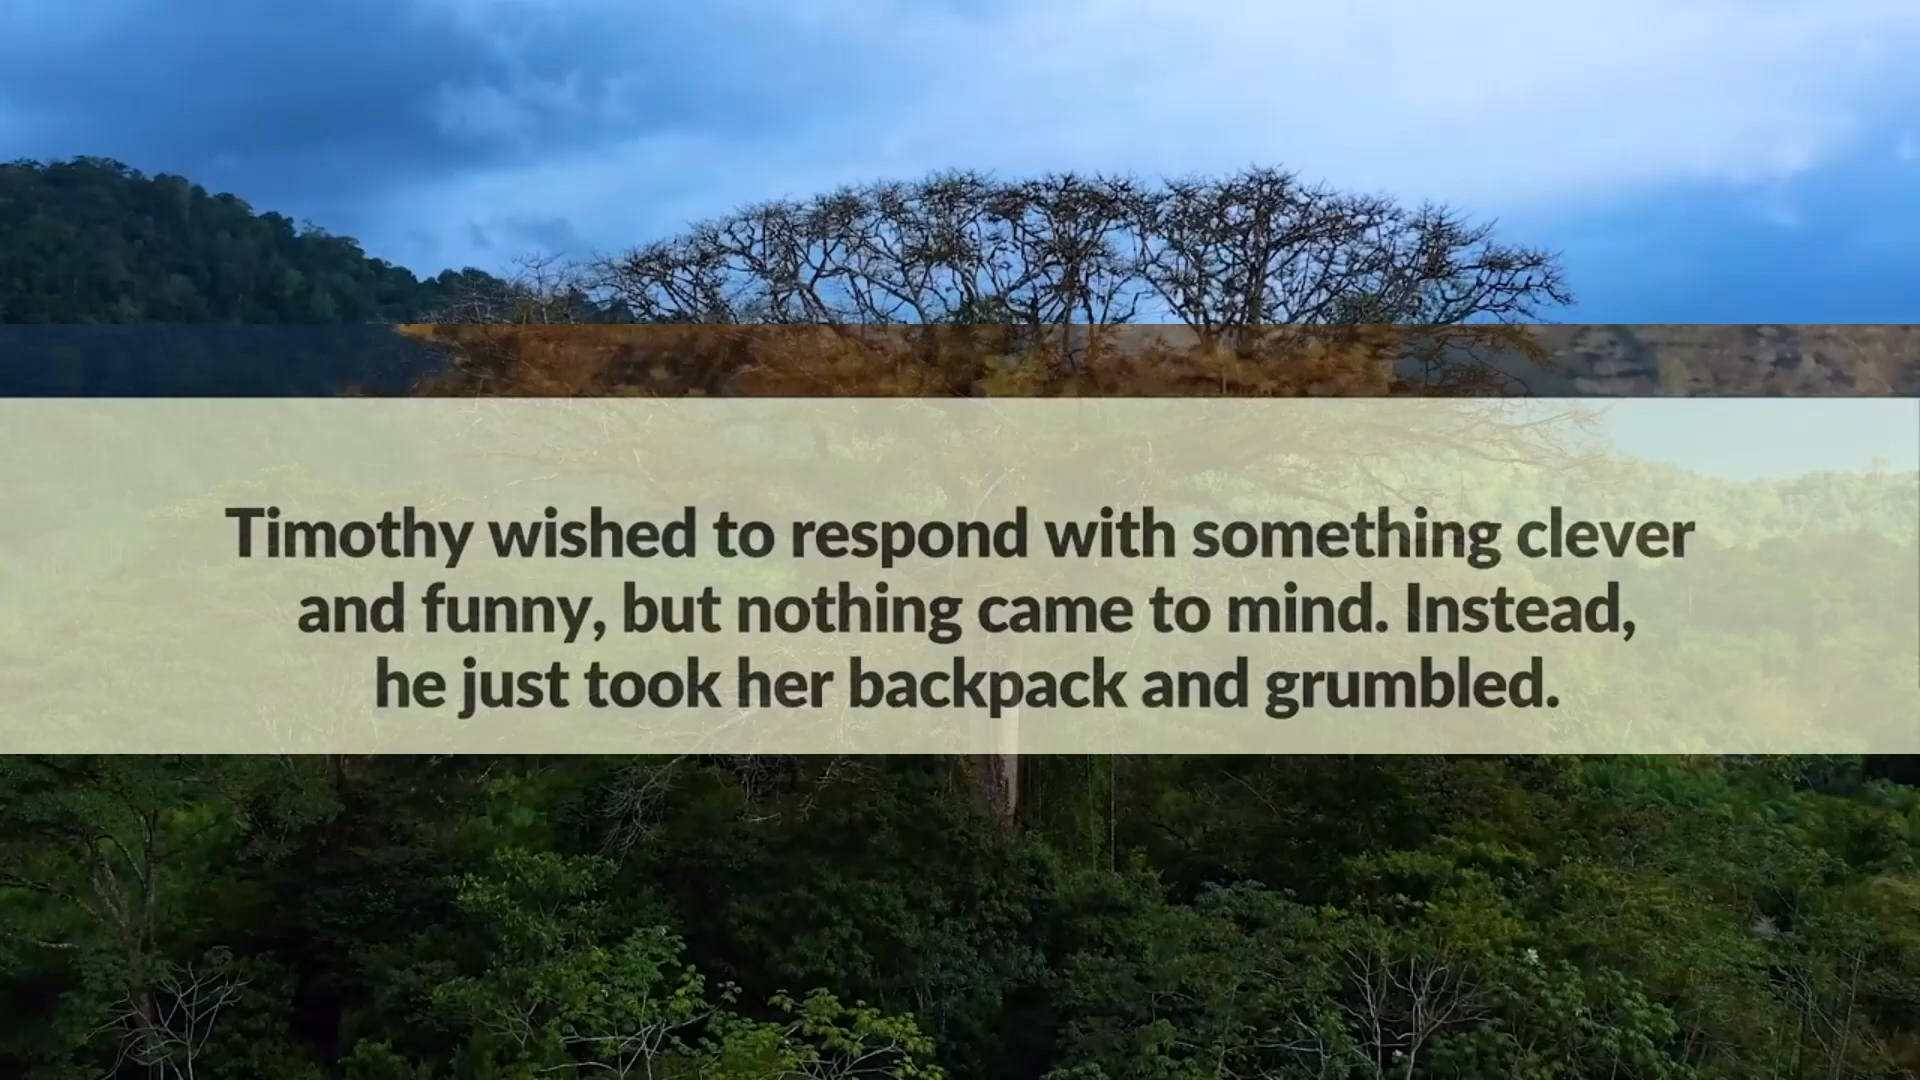 Timothy wished to respond with something clever
and funny, but nothing came to mind. Instead,
he just took her backpack and grumbled.